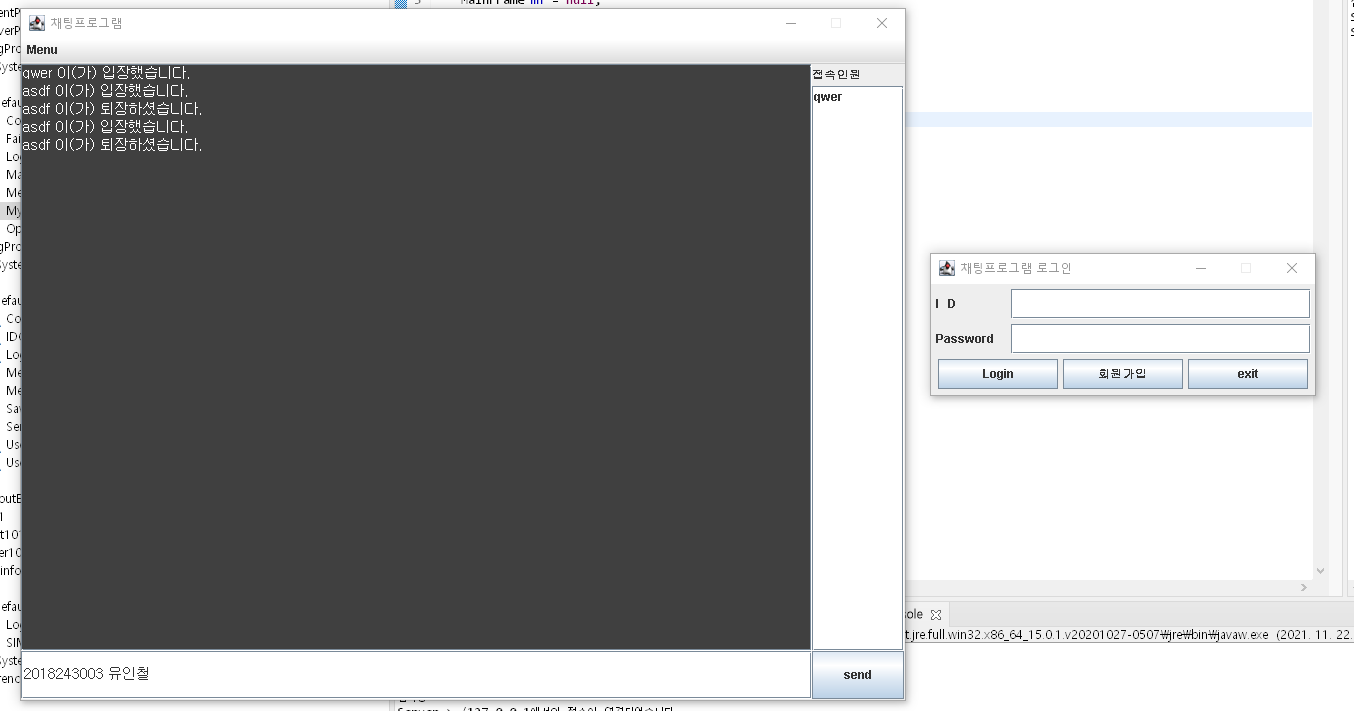 MainFrame mf = null;
채팅프로그램
Menu
qwer 이(가) 입장했습니다.
asdf 이(가) 입장했습니다.
asdf 이(가) 퇴장하셨습니다.
asdf 이(가) 입장했습니다.
asdf 이(가) 퇴장하셨습니다.
접속인원
qwer
2018243003 유인철
send
채팅프로그램 로그인
I D
Password
Login 회원가입 exit
t.jre.full.win32.x86_64_15.0.1.v20201027-0507\jre\bin\javaw.exe (2021. 11. 22.